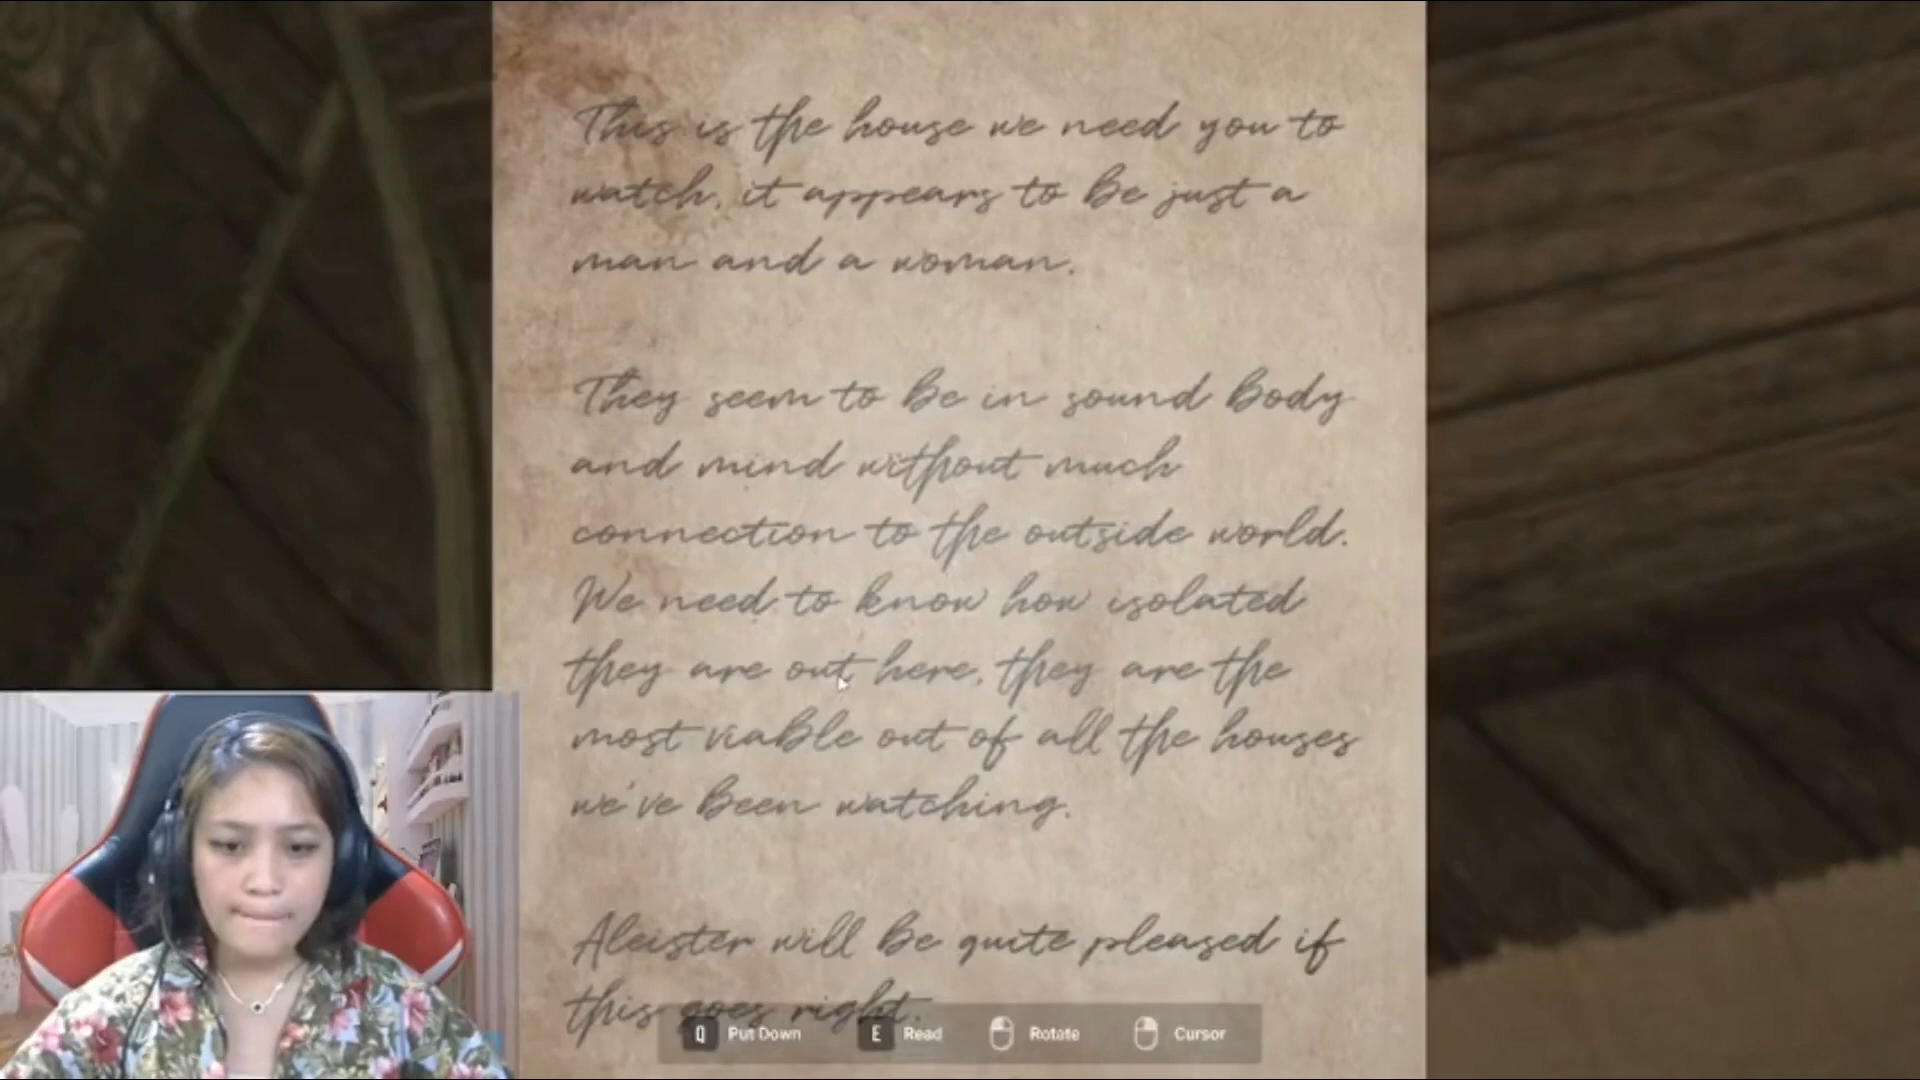 This is the house we need you to
watch, it appears to be just a
man and a woman.
They seem to be in sound body
and mind without much
connection to the outside world.
We need to know how isolated
they are out here, they are the
most viable out of all the houses
we've been watching.
Aleister will be quite pleased if
this goes right.
Q Put Down E Read Rotate Cursor